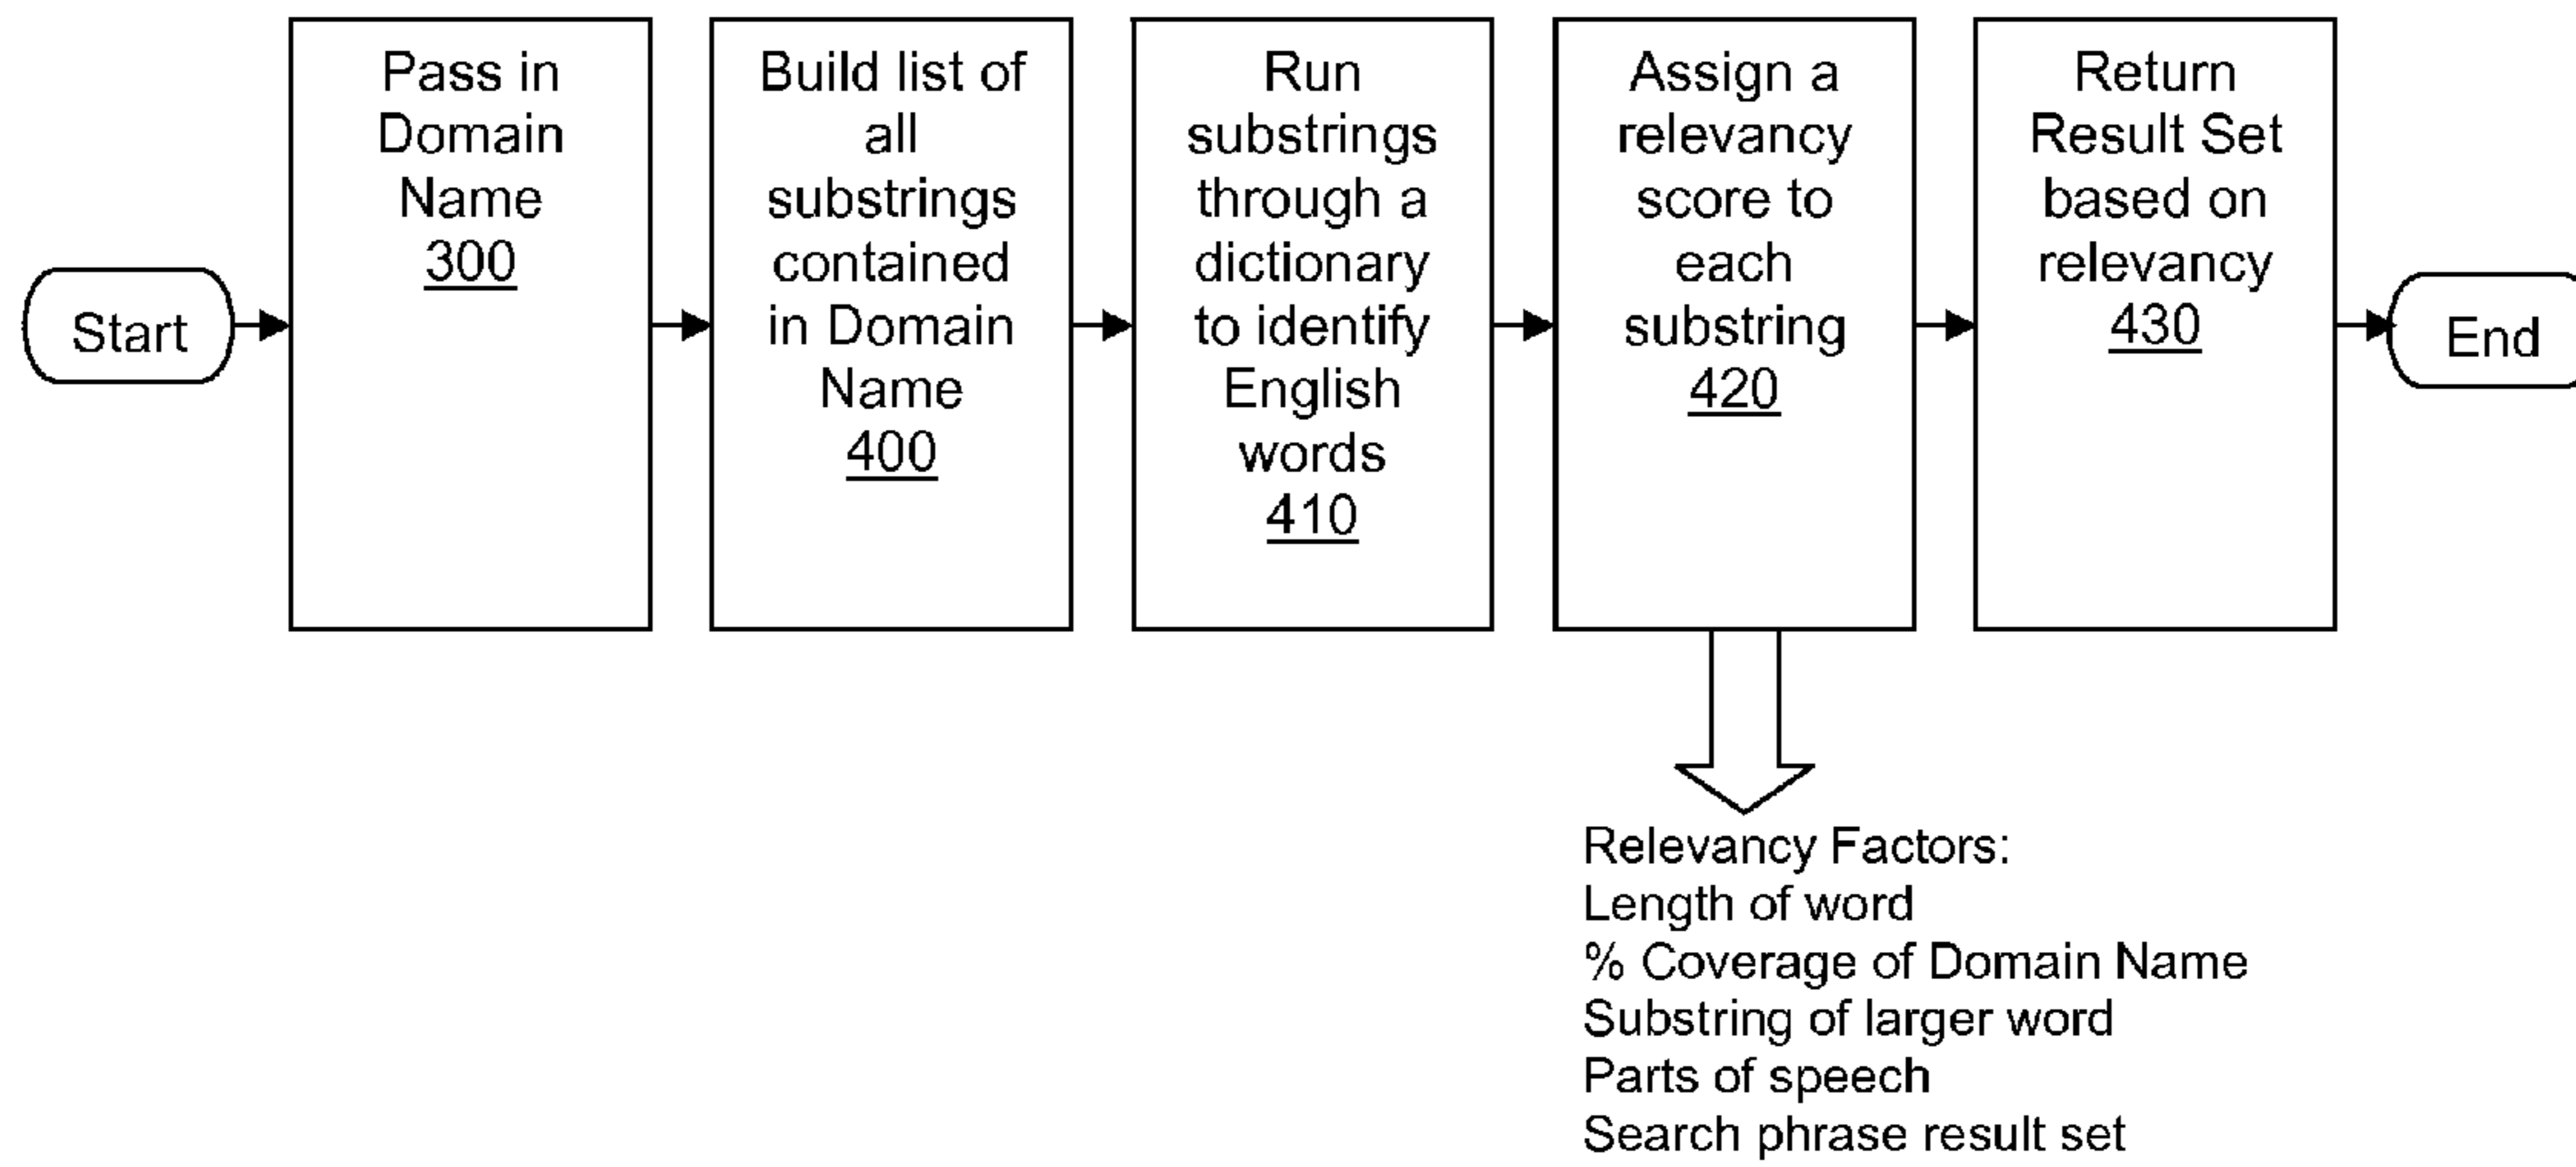 Start
Pass in
Domain
Name
300
Build list of
all
substrings
contained
in Domain
Name
400
Run
substrings
through a
dictionary
to identify
English
words
410
Assign a
relevancy
score to
each
substring
420
Return
Result Set
based on
relevancy
430
End
Relevancy Factors:
Length of word
% Coverage of Domain Name
Substring of larger word
Parts of speech
Search phrase result set